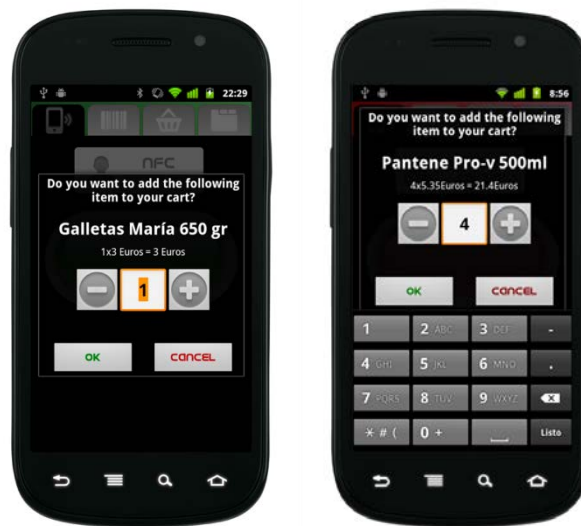 22:29
NFC
Do you want to add the following
item to your cart?
Galletas María 650 gr
1x3 Euros = 3 Euros
1
OK
CANCEL
8:56
Do you want to add the following
item to your cart?
Pantene Pro-v 500ml
4x5.35Euros = 21.4Euros
4
OK
CANCEL
1 2 ABC 3 DEF -
4 GHI 5 JKL 6 MNO .
7 PQRS 8 TUV 9 WXYZ
* # ( 0 + Listo